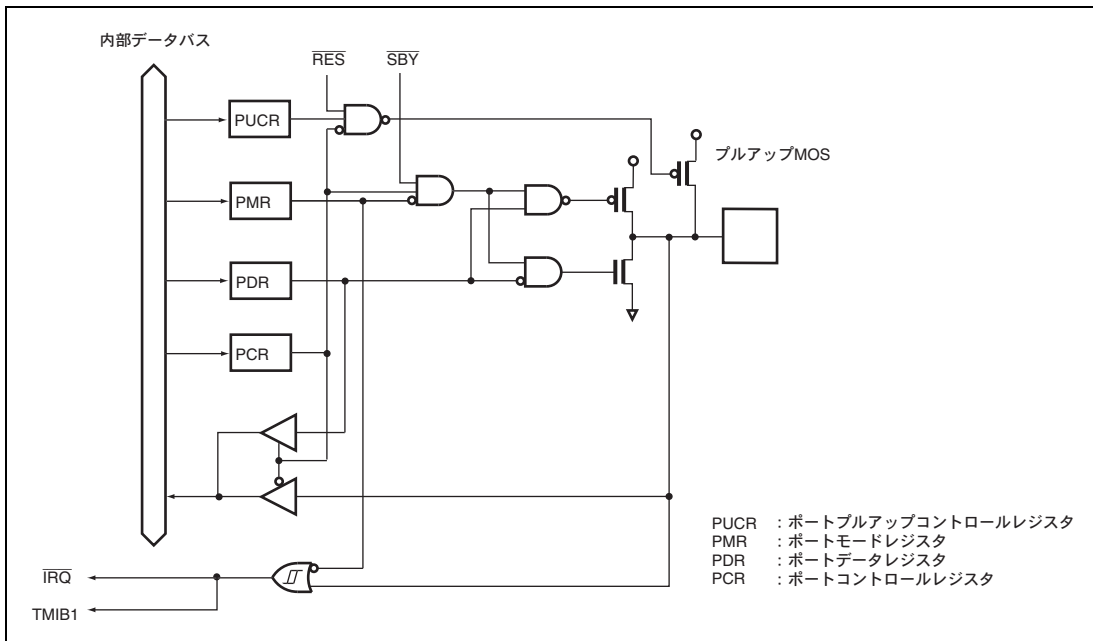 内部データバス
RES
SBY
PUCR
プルアップMOS
PMR
PDR
PCR
PUCR :ポートプルアップコントロールレジスタ
PMR :ポートモードレジスタ
PDR :ポートデータレジスタ
PCR :ポートコントロールレジスタ
IRQ
TMIB1